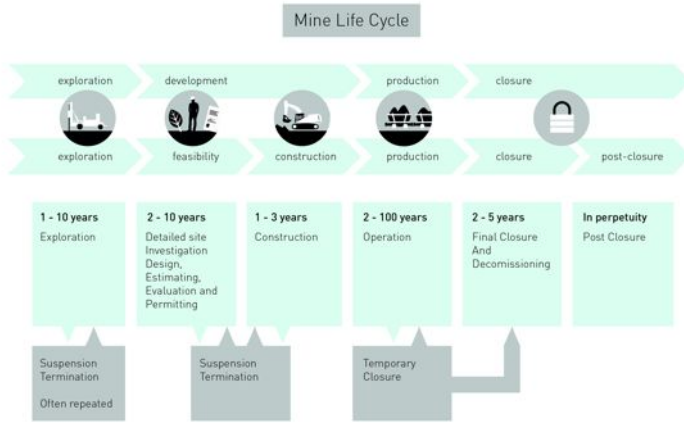 Mine Life Cycle
exploration
development
production
closure
exploration
feasibility
construction
production
closure
post-closure
1 - 10 years
Exploration
2 - 10 years
Detailed site
Investigation
Design,
Estimating,
Evaluation and
Permitting
1 - 3 years
Construction
2 - 100 years
Operation
2 - 5 years
Final Closure
And
Decomissioning
In perpetuity
Post Closure
Suspension
Termination
Often repeated
Suspension
Termination
Temporary
Closure